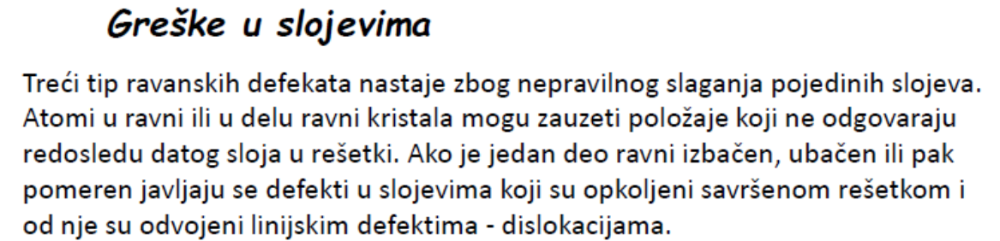 Greške u slojevima
Treći tip ravanskih defekata nastaje zbog nepravilnog slaganja pojedinih slojeva.
Atomi u ravni ili u delu ravni kristala mogu zauzeti položaje koji ne odgovaraju
redosledu datog sloja u rešetki. Ako je jedan deo ravni izbačen, ubačen ili pak
pomeren javljaju se defekti u slojevima koji su opkoljeni savršenom rešetkom i
od nje su odvojeni linijskim defektima - dislokacijama.